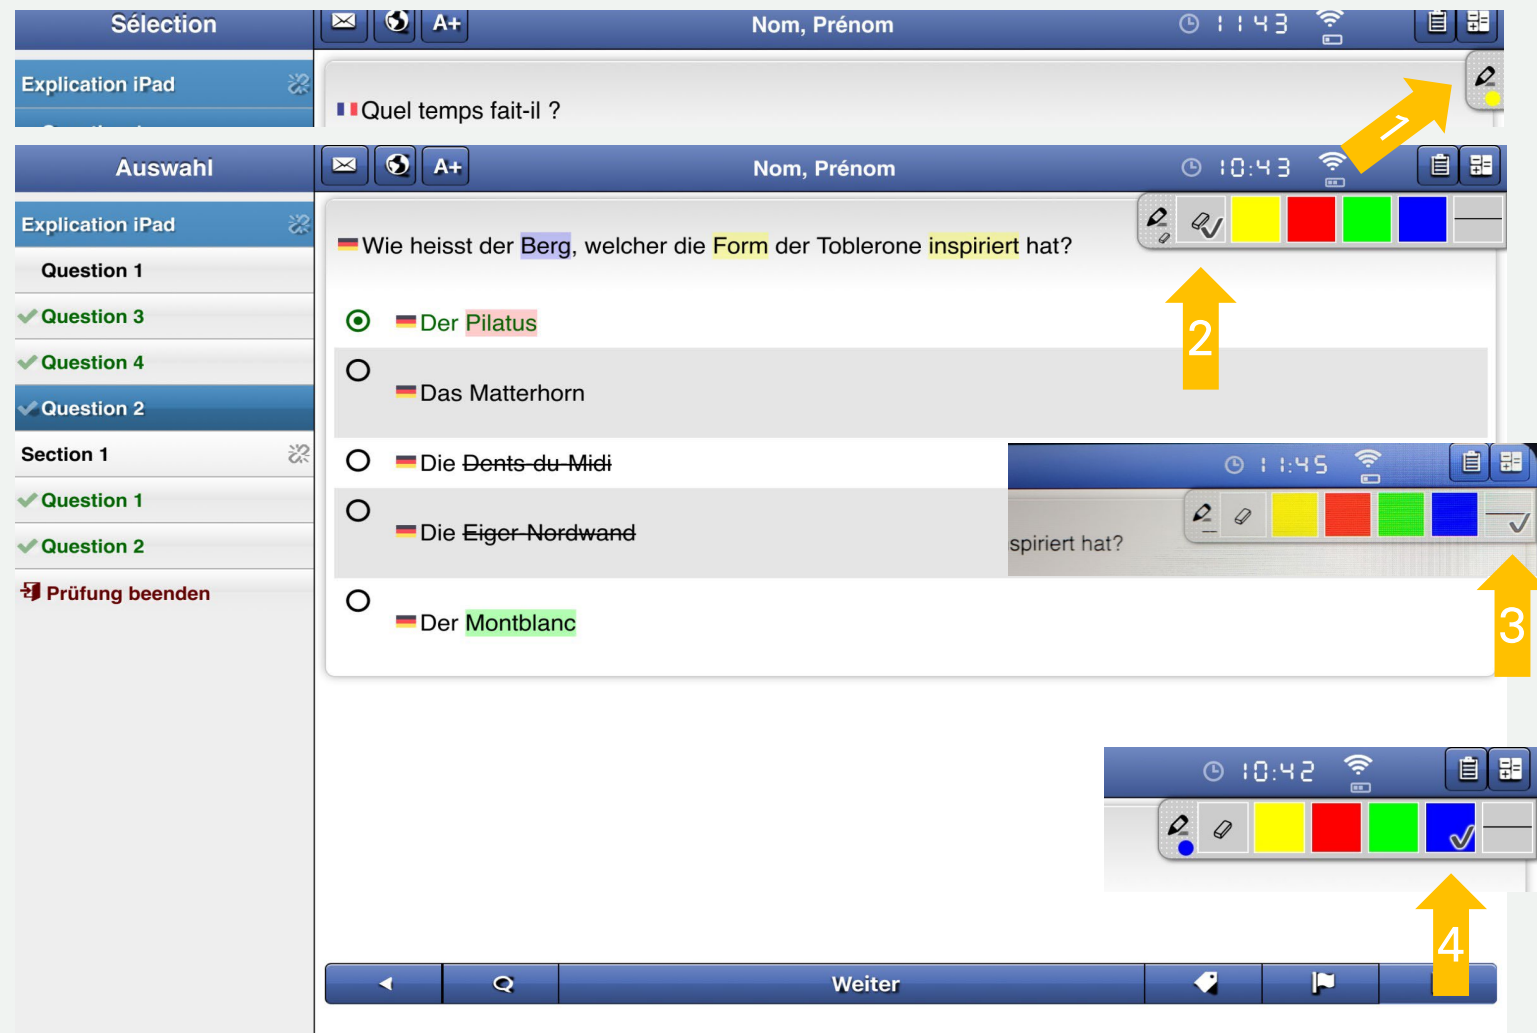 Sélection
A+
Nom, Prénom
11 43
Explication iPad
Quel temps fait-il ?
1
Auswahl
A+
Nom, Prénom
10:43
Explication iPad
Question 1
Question 3
Question 4
Question 2
Section 1
Question 1
Question 2
Prüfung beenden
Wie heisst der Berg, welcher die Form der Toblerone inspiriert hat?
Der Pilatus
Das Matterhorn
Die Dents-du-Midi
Die Eiger-Nordwand
Der Montblanc
2
11:45
spiriert hat?
3
10:42
4
Weiter